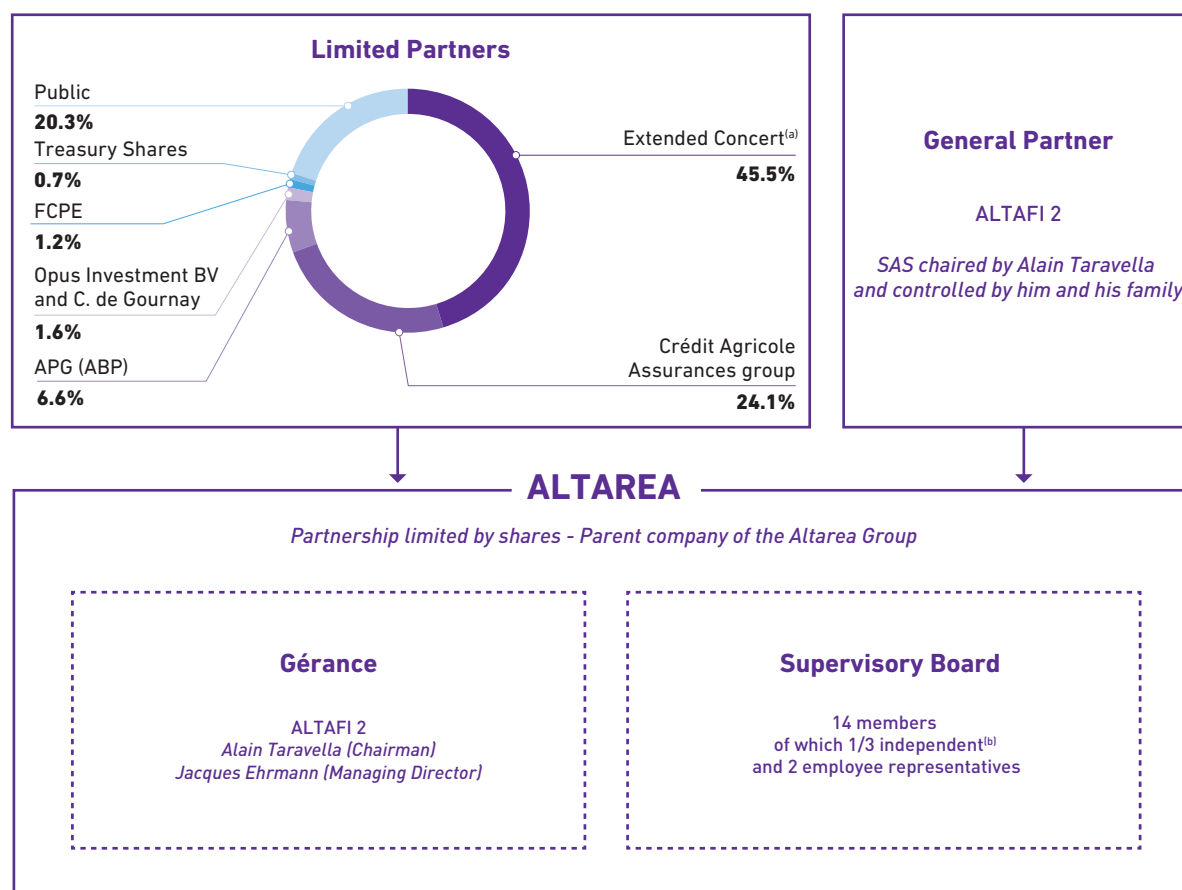 Limited Partners
Public
20.3%
Treasury Shares
0.7%
FCPE
1.2%
Opus Investment BV
and C. de Gournay
1.6%
APG (ABP)
6.6%
Extended Concert(a)
45.5%
Crédit Agricole
Assurances group
24.1%
General Partner
ALTAFI 2
SAS chaired by Alain Taravella
and controlled by him and his family
ALTAREA
Partnership limited by shares - Parent company of the Altarea Group
Gérance
ALTAFI 2
Alain Taravella (Chairman)
Jacques Ehrmann (Managing Director)
Supervisory Board
14 members
of which 1/3 independent(b)
and 2 employee representatives